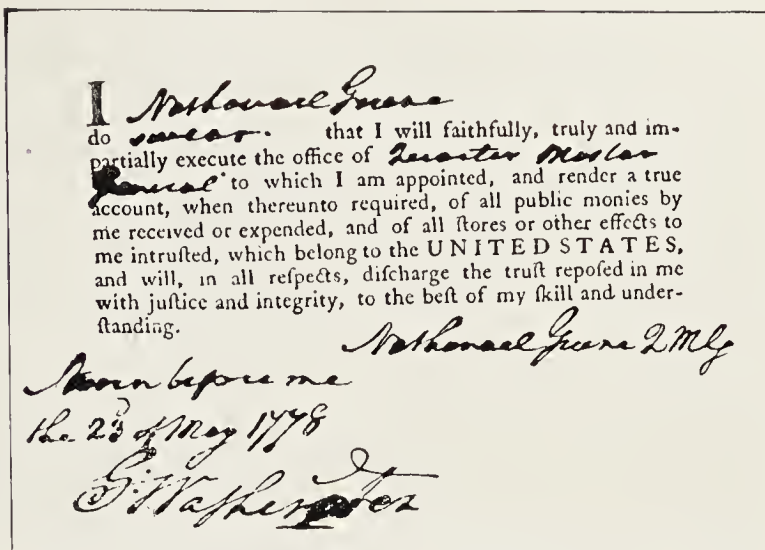 I Nathanael Greene
do swear. that I will faithfully, truly and im-
partially execute the office of Quarter Master
General to which I am appointed, and render a true
account, when thereunto required, of all public monies by
me received or expended, and of all ſtores or other effects to
me intruſted, which belong to the UNITED STATES,
and will, in all reſpects, diſcharge the truſt repoſed in me
with juſtice and integrity, to the beſt of my ſkill and under-
ſtanding.
Nathanael Greene Q M G
Sworn before me
the 23d of May 1778
G:Washington